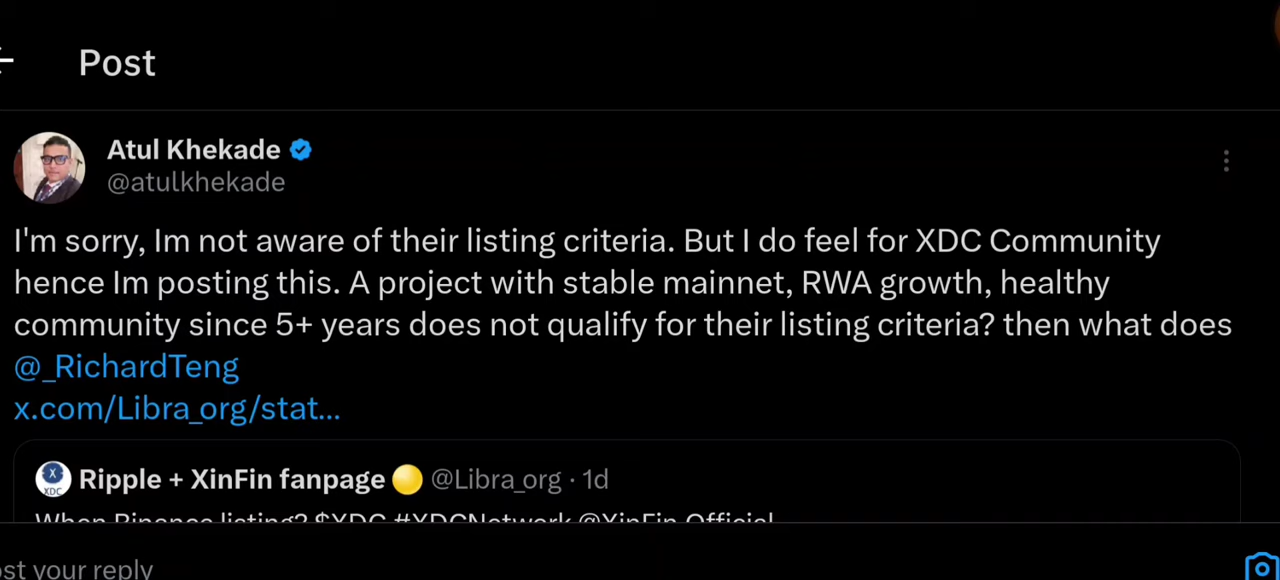 Post
Atul Khekade
@atulkhekade
I'm sorry, Im not aware of their listing criteria. But I do feel for XDC Community
hence Im posting this. A project with stable mainnet, RWA growth, healthy
community since 5+ years does not qualify for their listing criteria? then what does
@_RichardTeng
x.com/Libra_org/stat...
XDC
Ripple + XinFin fanpage @Libra_org · 1d
When Binance listing? $XDC #XDCNetwork @XinFin_Official
ost your reply